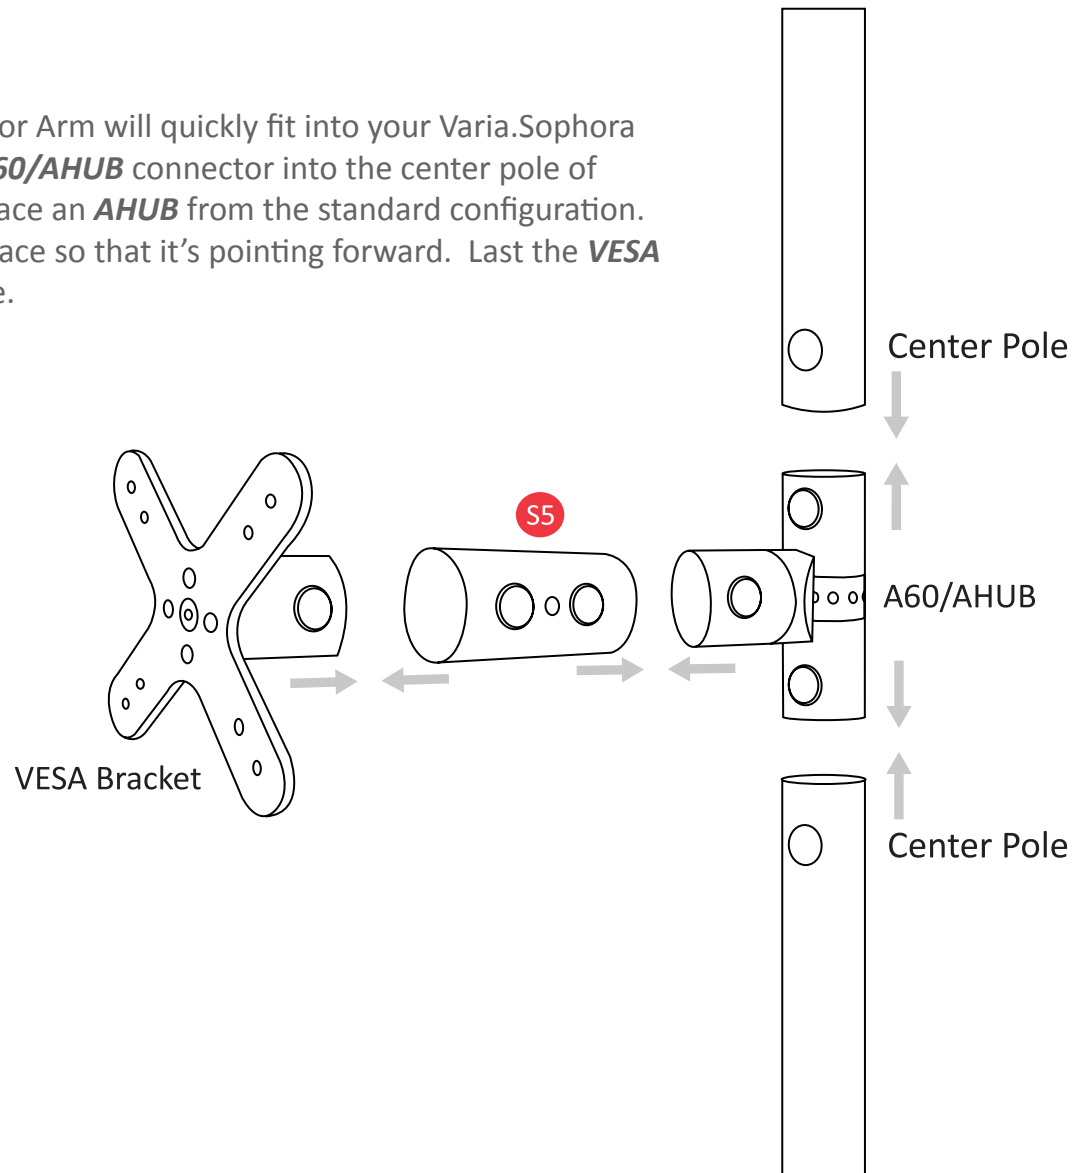 or Arm will quickly fit into your Varia.Sophora
60/AHUB connector into the center pole of
ace an AHUB from the standard configuration.
ace so that it's pointing forward.  Last the VESA
e.
Center Pole
S5
A60/AHUB
VESA Bracket
Center Pole